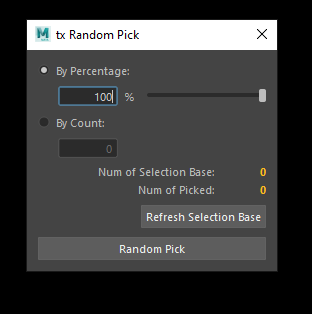 tx Random Pick
By Percentage:
100 %
By Count:
0
Num of Selection Base: 0
Num of Picked: 0
Refresh Selection Base
Random Pick